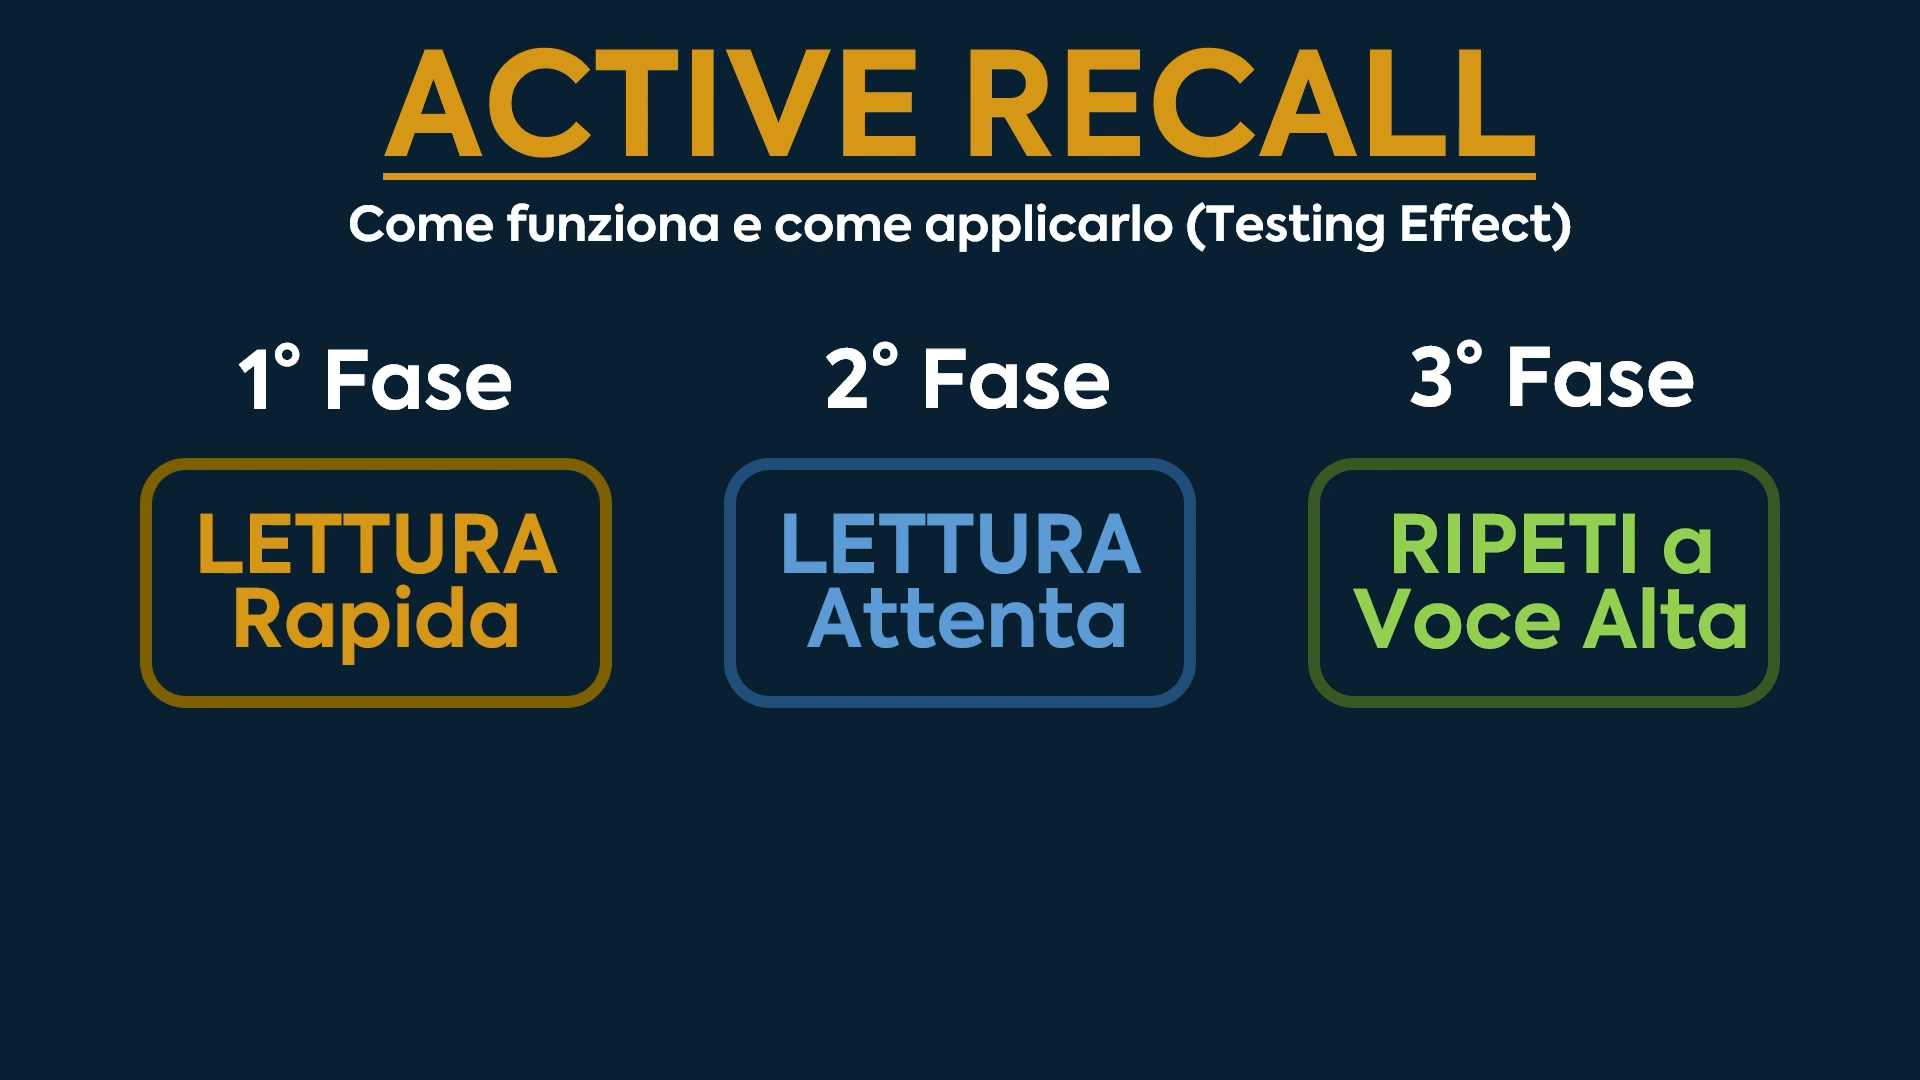 ACTIVE RECALL
Come funziona e come applicarlo (Testing Effect)
1° Fase
2° Fase
3° Fase
LETTURA
Rapida
LETTURA
Attenta
RIPETI a
Voce Alta